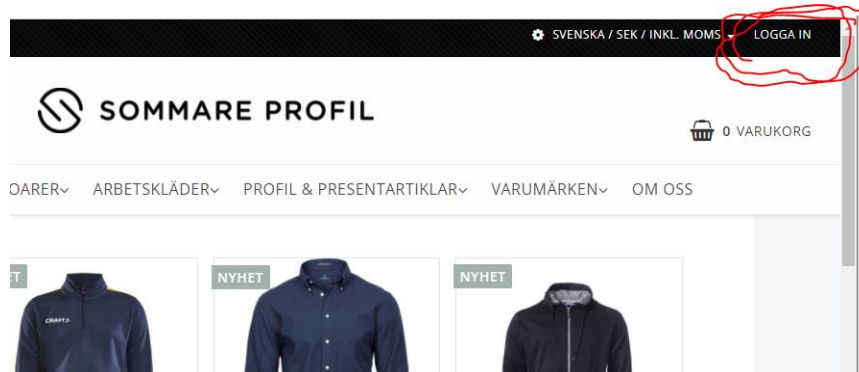 SVENSKA / SEK / INKL. MOMS
LOGGA IN
SOMMARE PROFIL
0 VARUKORG
OARER
ARBETSKLÄDER
PROFIL & PRESENTARTIKLAR
VARUMÄRKEN
OM OSS
ET
NYHET
NYHET
CRAFT